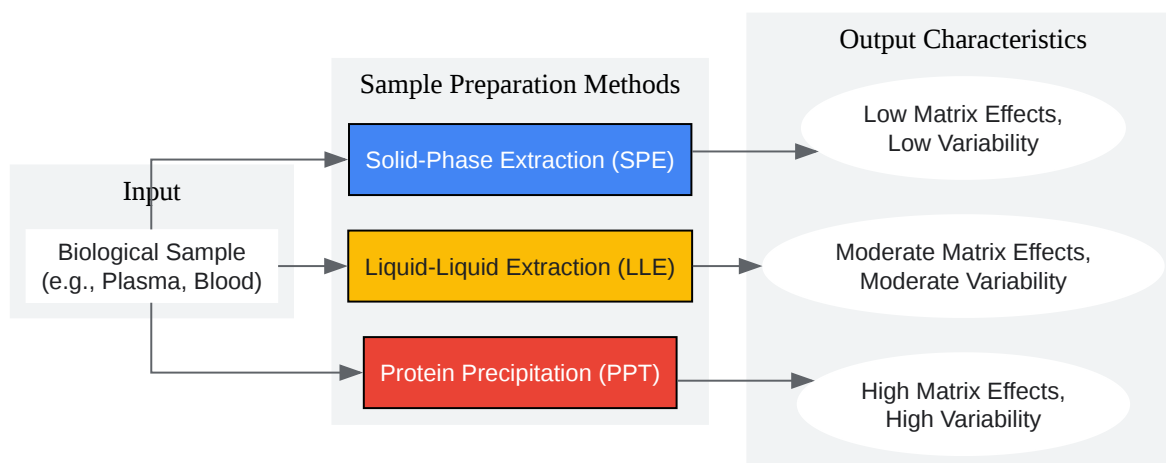 Input
Biological Sample
(e.g., Plasma, Blood)
Sample Preparation Methods
Solid-Phase Extraction (SPE)
Liquid-Liquid Extraction (LLE)
Protein Precipitation (PPT)
Output Characteristics
Low Matrix Effects,
Low Variability
Moderate Matrix Effects,
Moderate Variability
High Matrix Effects,
High Variability